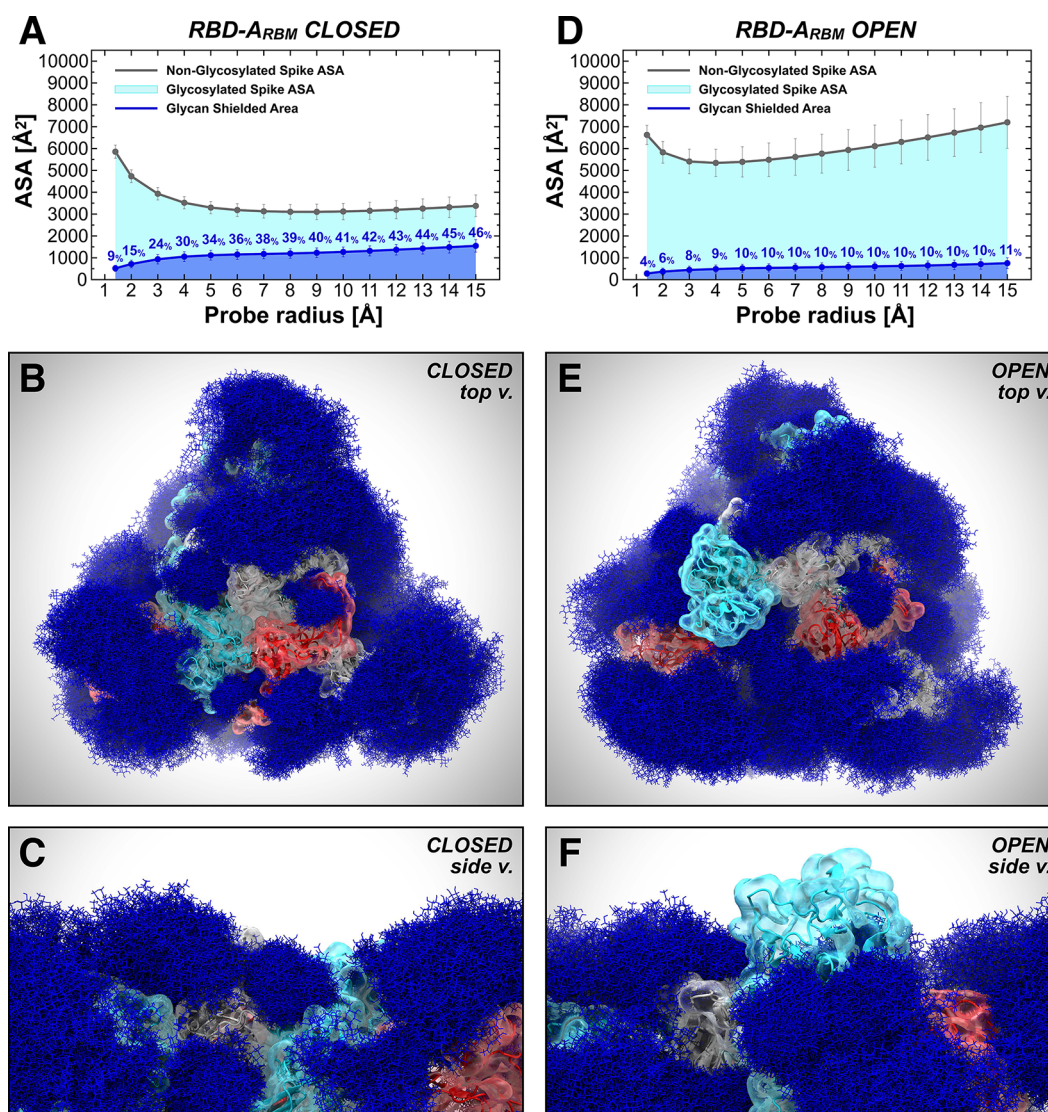 A
RBD-ARBM CLOSED
10000
9000
8000
7000
6000
5000
4000
3000
2000
1000
0
ASA [Å2]
Non-Glycosylated Spike ASA
Glycosylated Spike ASA
Glycan Shielded Area
9% 15% 24% 30% 34% 36% 38% 39% 40% 41% 42% 43% 44% 45% 46%
1 2 3 4 5 6 7 8 9 10 11 12 13 14 15
Probe radius [Å]
D
RBD-ARBM OPEN
10000
9000
8000
7000
6000
5000
4000
3000
2000
1000
0
ASA [Å2]
Non-Glycosylated Spike ASA
Glycosylated Spike ASA
Glycan Shielded Area
4% 6% 8% 9% 10% 10% 10% 10% 10% 10% 10% 10% 10% 10% 11%
1 2 3 4 5 6 7 8 9 10 11 12 13 14 15
Probe radius [Å]
B
CLOSED
top v.
E
OPEN
top v.
C
CLOSED
side v.
F
OPEN
side v.